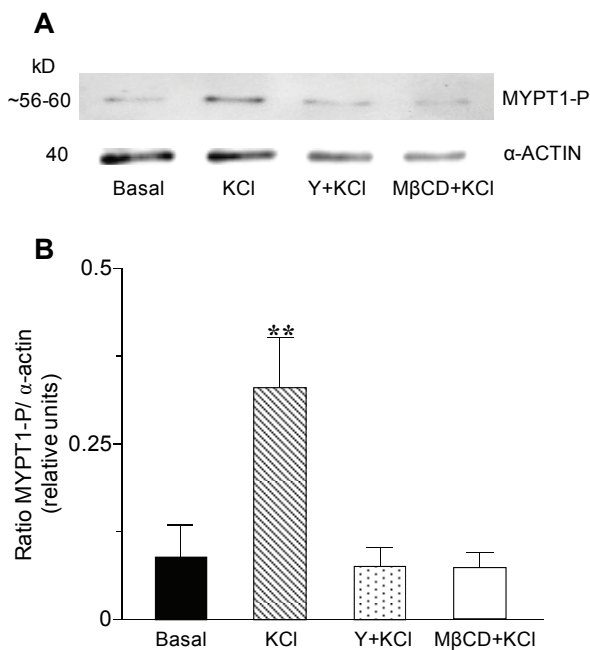 A
kD
~56-60 MYPT1-P
40 α-ACTIN
Basal KCl Y+KCl MβCD+KCl
B
0.5
**
0.25
0
Ratio MYPT1-P/ α-actin
(relative units)
Basal KCl Y+KCl MβCD+KCl